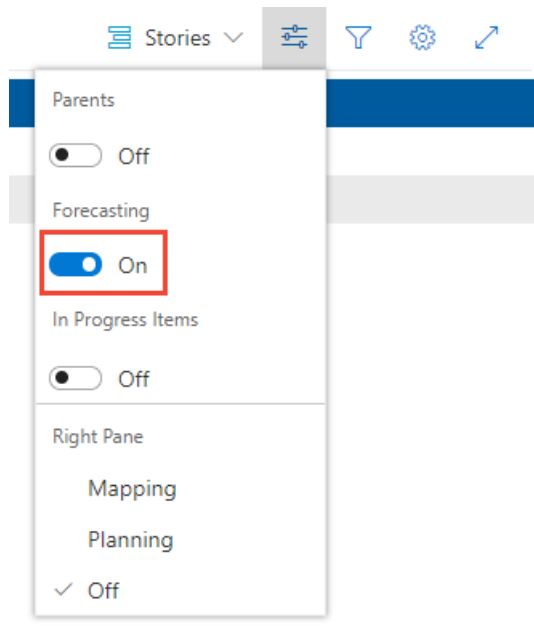 Stories
Parents
Off
Forecasting
On
In Progress Items
Off
Right Pane
Mapping
Planning
Off